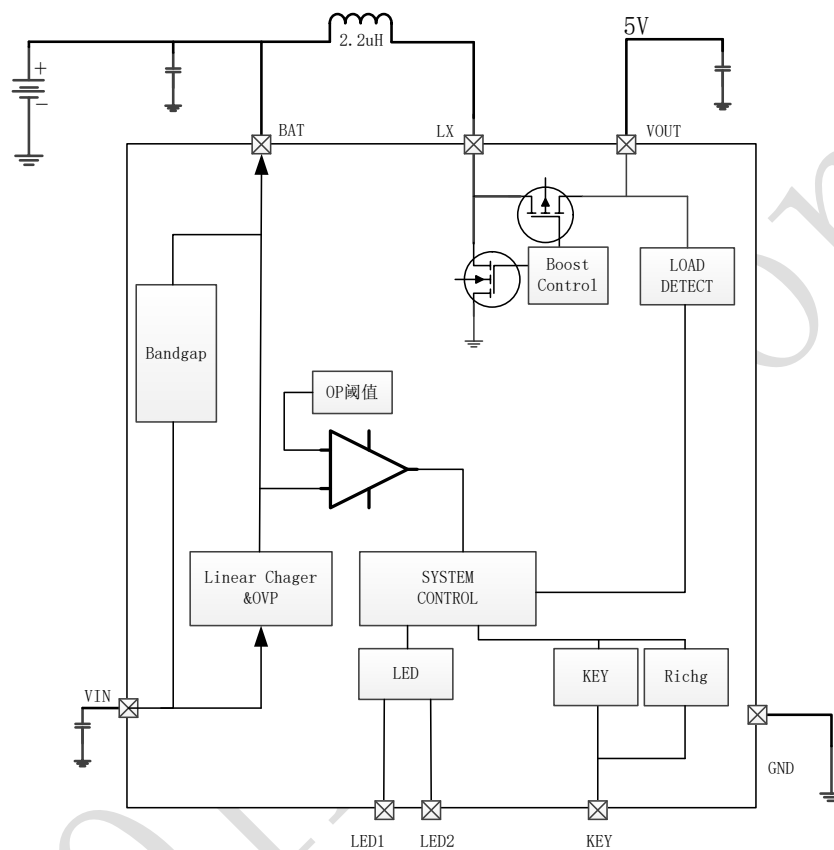 5V
2.2uH
+
−
BAT
LX
VOUT
Boost
Control
LOAD
DETECT
Bandgap
OP阈值
Linear Chager
&OVP
SYSTEM
CONTROL
LED
KEY
Richg
VIN
GND
LED1
LED2
KEY